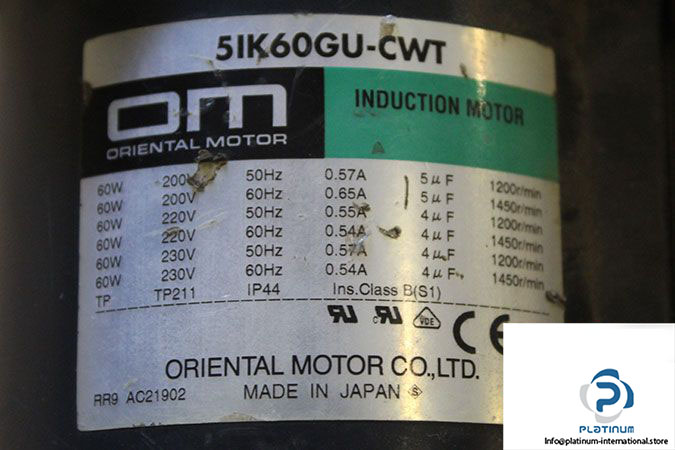 5IK60GU-CWT
om
ORIENTAL MOTOR
INDUCTION MOTOR
60W 200V 50Hz 0.57A 5μF 1200r/min
60W 200V 60Hz 0.65A 5μF 1450r/min
60W 220V 50Hz 0.55A 4μF 1200r/min
60W 220V 60Hz 0.54A 4μF 1450r/min
60W 230V 50Hz 0.57A 4μF 1200r/min
60W 230V 60Hz 0.54A 4μF 1450r/min
TP TP211 IP44 Ins.Class B(S1)
VDE CE
ORIENTAL MOTOR CO.,LTD.
RR9 AC21902 MADE IN JAPAN S
PLATINUM
Info@platinum-international.store